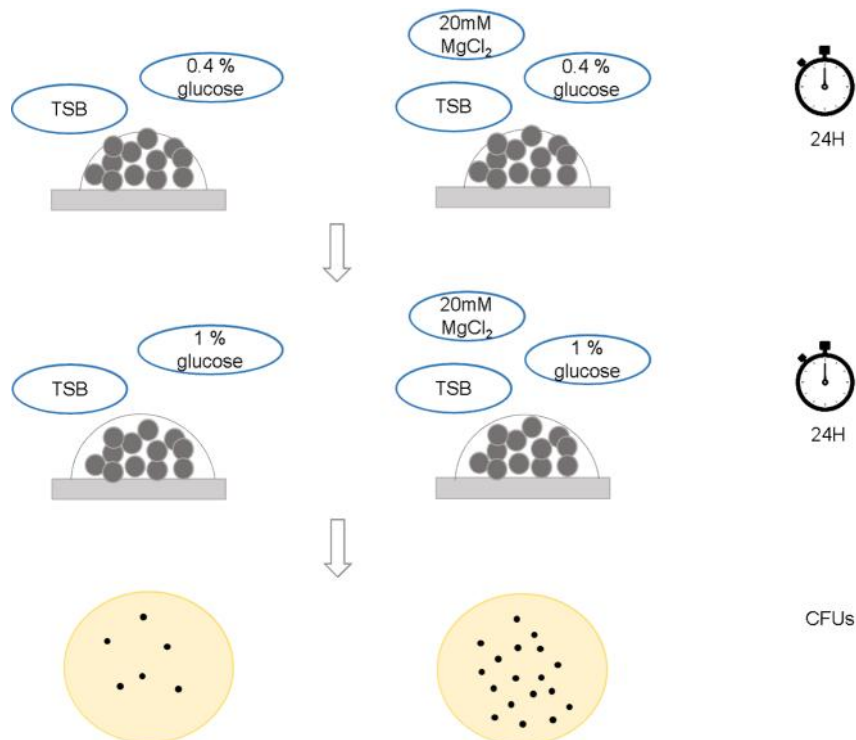 TSB
0.4 %
glucose
20mM
MgCl₂
0.4 %
glucose
TSB
24H
TSB
1 %
glucose
20mM
MgCl₂
1 %
glucose
TSB
24H
CFUs